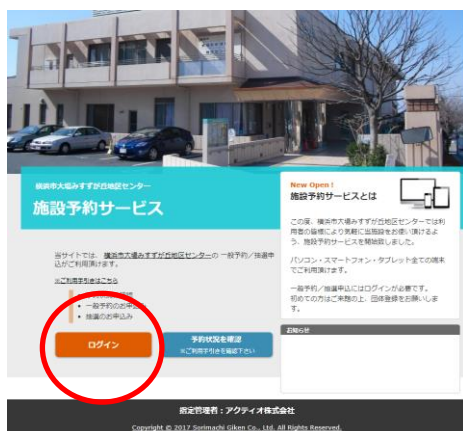 横浜市大場みすずが丘地区センター
施設予約サービス
当サイトでは、横浜市大場みすずが丘地区センターの 一般予約／抽選申
込がご利用頂けます。
※ご利用手引きはこちら
• 一般予約のお申込み
• 抽選のお申込み
ログイン
予約状況を確認
※ご利用手引きを確認下さい
New Open !
施設予約サービスとは
この度、横浜市大場みすずが丘地区センターでは利
用者の皆様により気軽に当施設をお使い頂けるよ
う、施設予約サービスを開始致しました。
パソコン・スマートフォン・タブレット全ての端末
でご利用頂けます。
一般予約／抽選申込にはログインが必要です。
初めての方はご来館の上、団体登録をお願いしま
す。
お知らせ
指定管理者：アクティオ株式会社
Copyright © 2017 Sorimachi Giken Co., Ltd. All Rights Reserved.